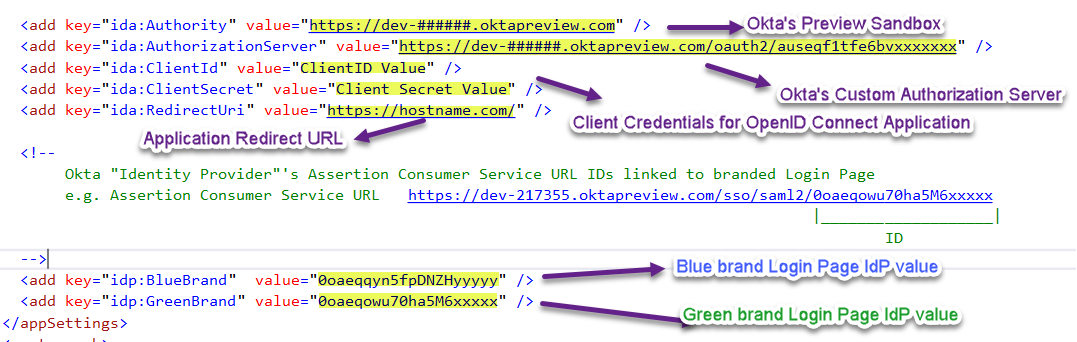 <add key="ida:Authority" value="https://dev-######.oktapreview.com" />
Okta's Preview Sandbox
<add key="ida:AuthorizationServer" value="https://dev-######.oktapreview.com/oauth2/auseqf1tfe6bvxxxxxxx" />
<add key="ida:ClientId" value="ClientID Value" />
<add key="ida:ClientSecret" value="Client Secret Value" />
Okta's Custom Authorization Server
<add key="ida:RedirectUri" value="https://hostname.com/" />
Client Credentials for OpenID Connect Application
Application Redirect URL
<!--
Okta "Identity Provider"'s Assertion Consumer Service URL IDs linked to branded Login Page
e.g. Assertion Consumer Service URL https://dev-217355.oktapreview.com/sso/saml2/0oaeqowu70ha5M6xxxxx
|___________________|
ID
-->
<add key="idp:BlueBrand" value="0oaeqqyn5fpDNZHyyyyy" />
Blue brand Login Page IdP value
<add key="idp:GreenBrand" value="0oaeqowu70ha5M6xxxxx" />
Green brand Login Page IdP value
</appSettings>